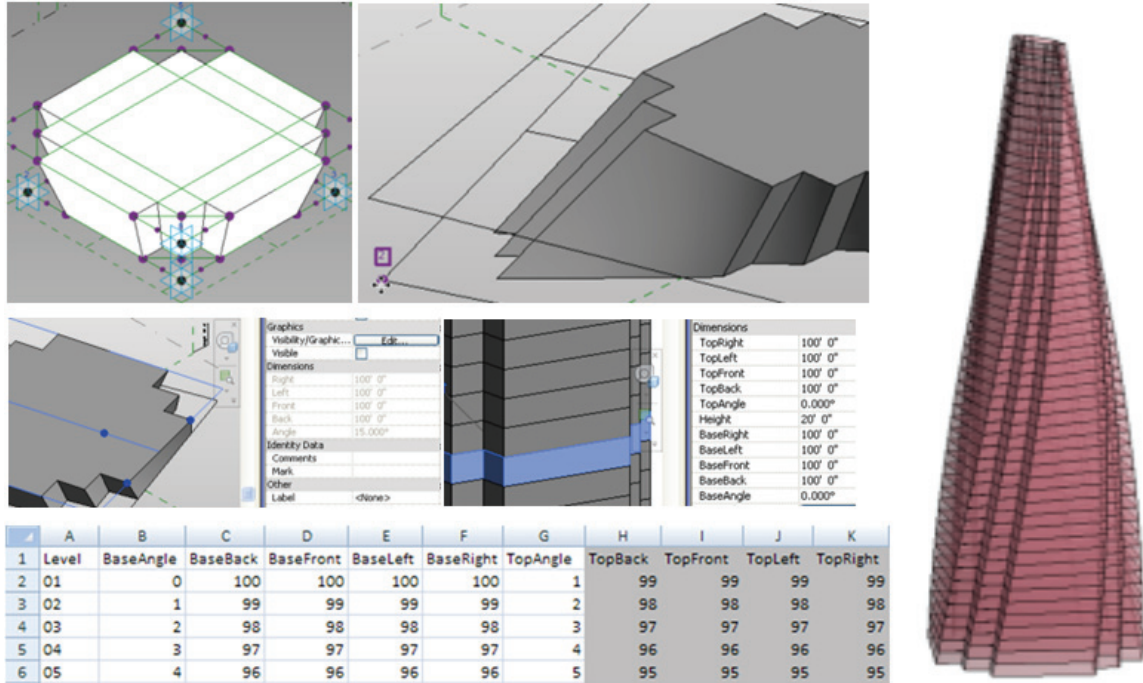 2
Graphics
Visibility/Graphic... Edit...
Visible
Dimensions
Right 100' 0"
Left 100' 0"
Front 100' 0"
Back 100' 0"
Angle 15.000°
Identity Data
Comments
Mark
Other
Label <None>
Dimensions
TopRight 100' 0"
TopLeft 100' 0"
TopFront 100' 0"
TopBack 100' 0"
TopAngle 0.000°
Height 20' 0"
BaseRight 100' 0"
BaseLeft 100' 0"
BaseFront 100' 0"
BaseBack 100' 0"
BaseAngle 0.000°
A B C D E F G H I J K
1 Level BaseAngle BaseBack BaseFront BaseLeft BaseRight TopAngle TopBack TopFront TopLeft TopRight
2 01 0 100 100 100 100 1 99 99 99 99
3 02 1 99 99 99 99 2 98 98 98 98
4 03 2 98 98 98 98 3 97 97 97 97
5 04 3 97 97 97 97 4 96 96 96 96
6 05 4 96 96 96 96 5 95 95 95 95